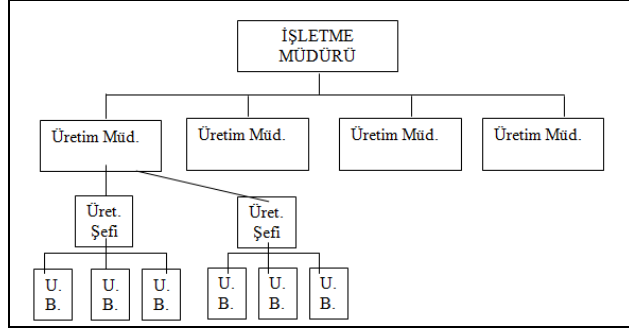 İŞLETME
MÜDÜRÜ
Üretim Müd.
Üretim Müd.
Üretim Müd.
Üretim Müd.
Üret.
Şefi
Üret.
Şefi
U.
B.
U.
B.
U.
B.
U.
B.
U.
B.
U.
B.